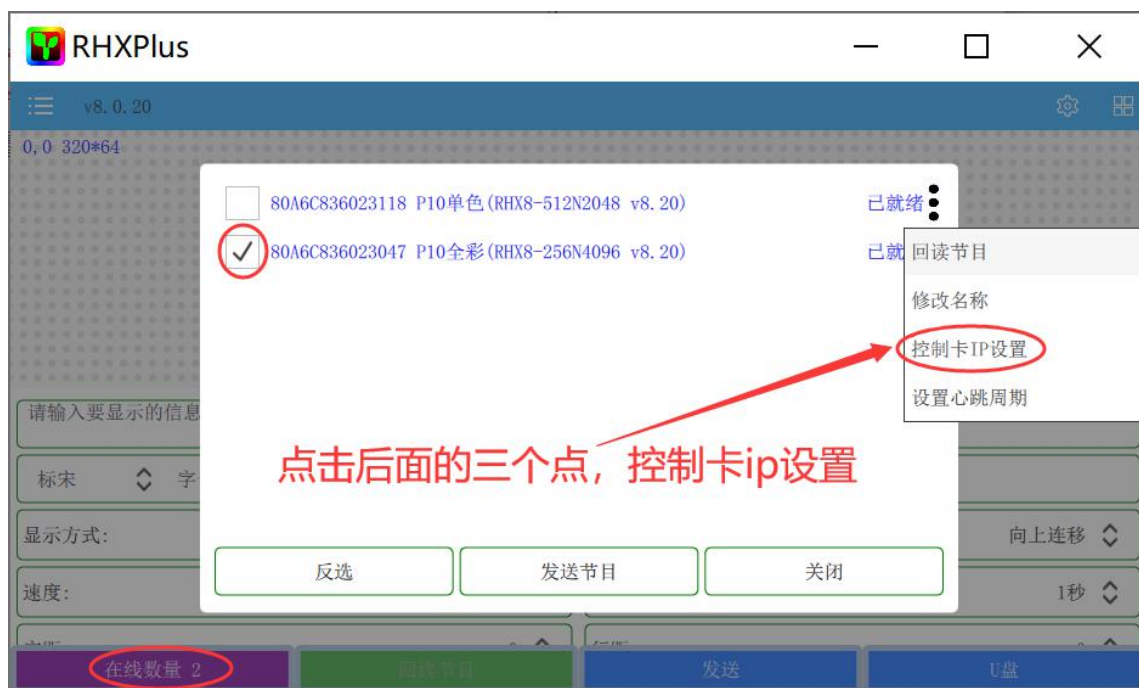 RHXPlus
v8.0.20
0,0 320*64
80A6C836023118 P10单色(RHX8-512N2048 v8.20) 已就绪
80A6C836023047 P10全彩(RHX8-256N4096 v8.20) 已就
回读节目
修改名称
控制卡IP设置
设置心跳周期
请输入要显示的信息
点击后面的三个点，控制卡ip设置
标宋 字
显示方式: 向上连移
反选 发送节目 关闭
速度: 1秒
在线数量 2 回读节目 发送 U盘